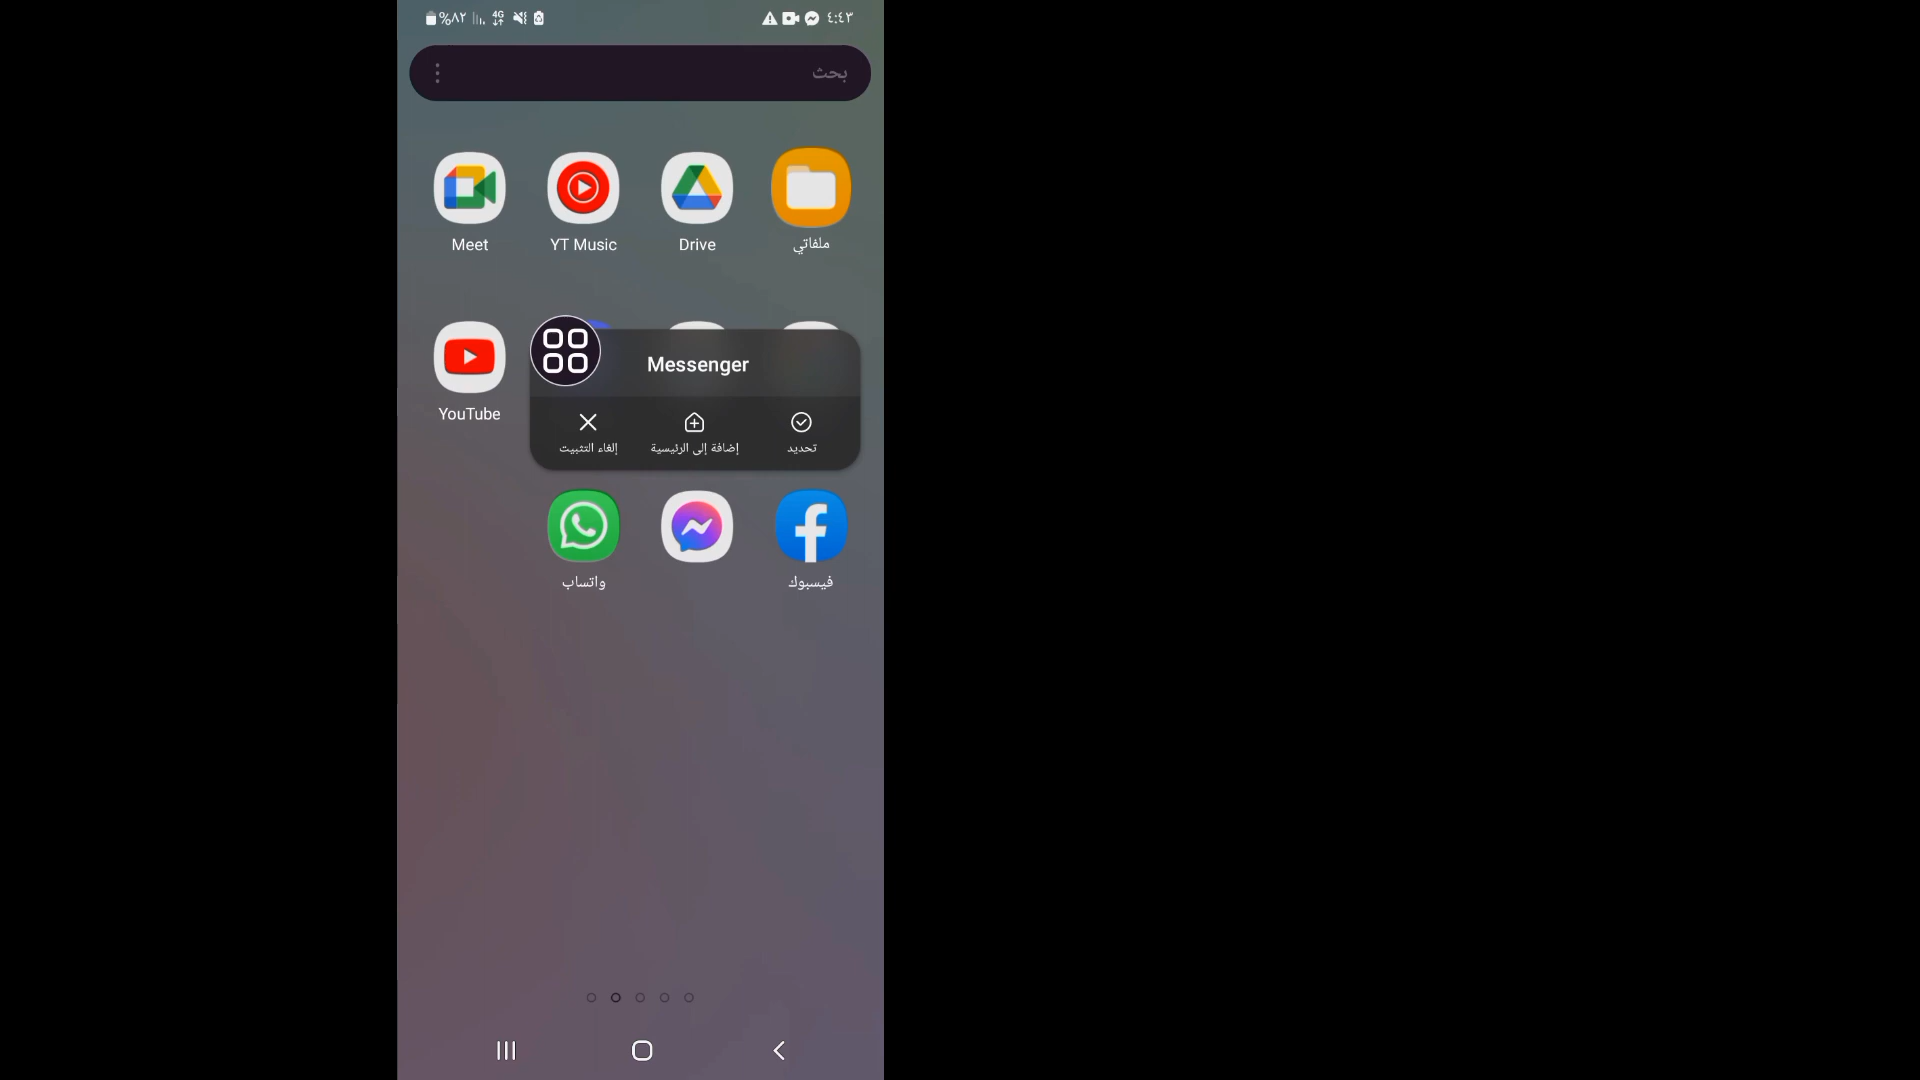 ٤:٤٣
4G
%٨٢
بحث
ملفاتي
Drive
YT Music
Meet
YouTube
Messenger
تحديد
إضافة إلى الرئيسية
إلغاء التثبيت
فيسبوك
واتساب